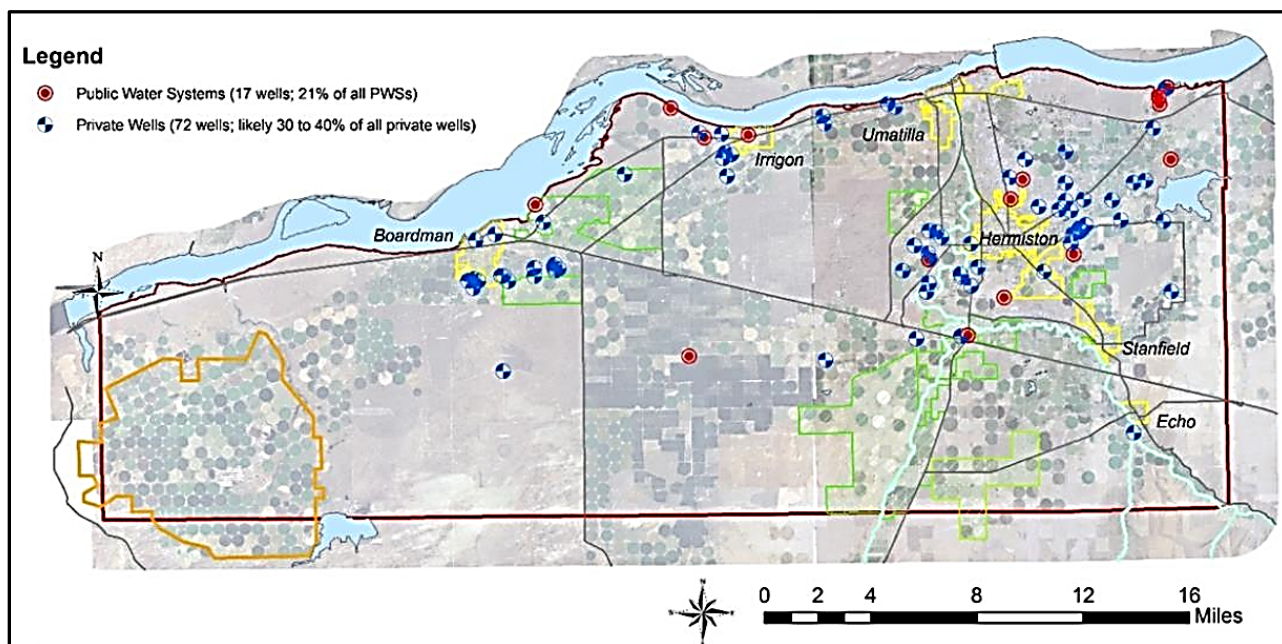 Legend
Public Water Systems (17 wells; 21% of all PWSs)
Private Wells (72 wells; likely 30 to 40% of all private wells)
Umatilla
Irrigon
Boardman
Hermiston
N
Stanfield
Echo
N
0 2 4 8 12 16
Miles